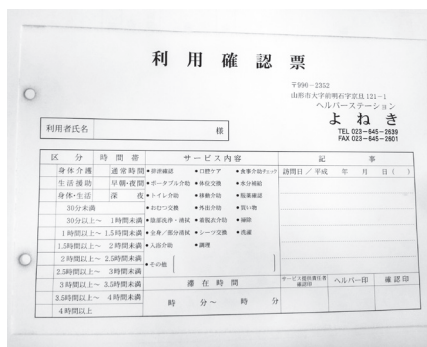 利用確認票
〒990-2352
山形市大字前明石字京旦121-1
ヘルパーステーション
よねき
TEL 023-645-2639
FAX 023-645-2601
利用者氏名 様
区分 時間帯 サービス内容 記事
身体介護 通常時間 ●排泄確認 ●口腔ケア ●食事介助チェック 訪問日/平成 年 月 日( )
生活援助 早朝・夜間 ●ポータブル介助 ●体位交換 ●水分補給
身体・生活 深夜 ●トイレ介助 ●移動介助 ●服薬確認
30分未満 ●おむつ交換 ●外出介助 ●買い物
30分以上~ 1時間未満 ●陰部洗浄・清拭 ●着脱衣介助 ●掃除
1時間以上~ 1.5時間未満 ●全身/部分清拭 ●シーツ交換 ●洗濯
1.5時間以上~ 2時間未満 ●入浴介助 ●調理
2時間以上~ 2.5時間未満 ●その他
2.5時間以上~ 3時間未満
3時間以上~ 3.5時間未満 滞在時間 サービス提供責任者確認印 ヘルパー印 確認印
3.5時間以上~ 4時間未満 時 分~ 時 分
4時間以上